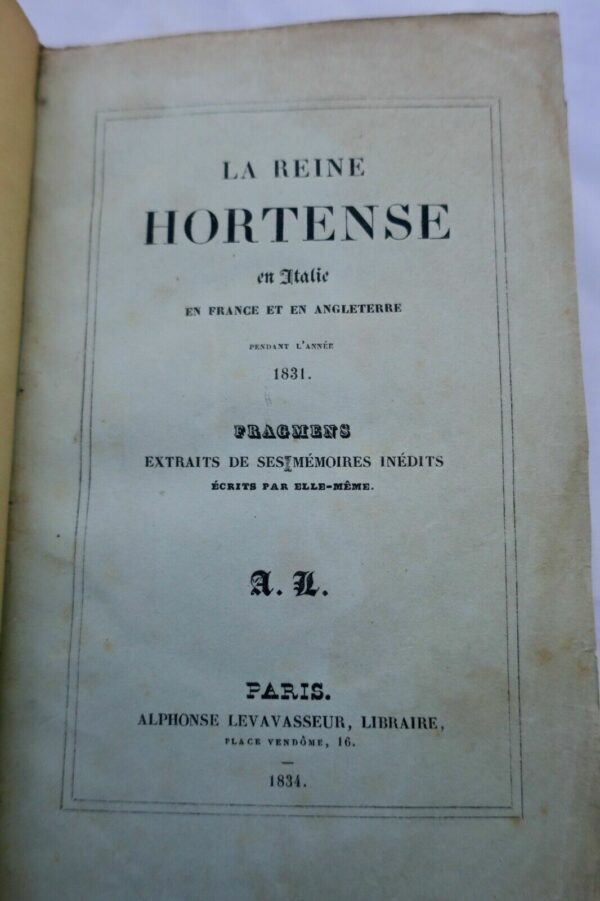 LA REINE
HORTENSE
en Italie
EN FRANCE ET EN ANGLETERRE
PENDANT L'ANNÉE
1831.
FRAGMENS
EXTRAITS DE SES MÉMOIRES INÉDITS
ÉCRITS PAR ELLE-MÊME.
A. L.
PARIS.
ALPHONSE LEVAVASSEUR, LIBRAIRE,
PLACE VENDÔME, 16.
1834.